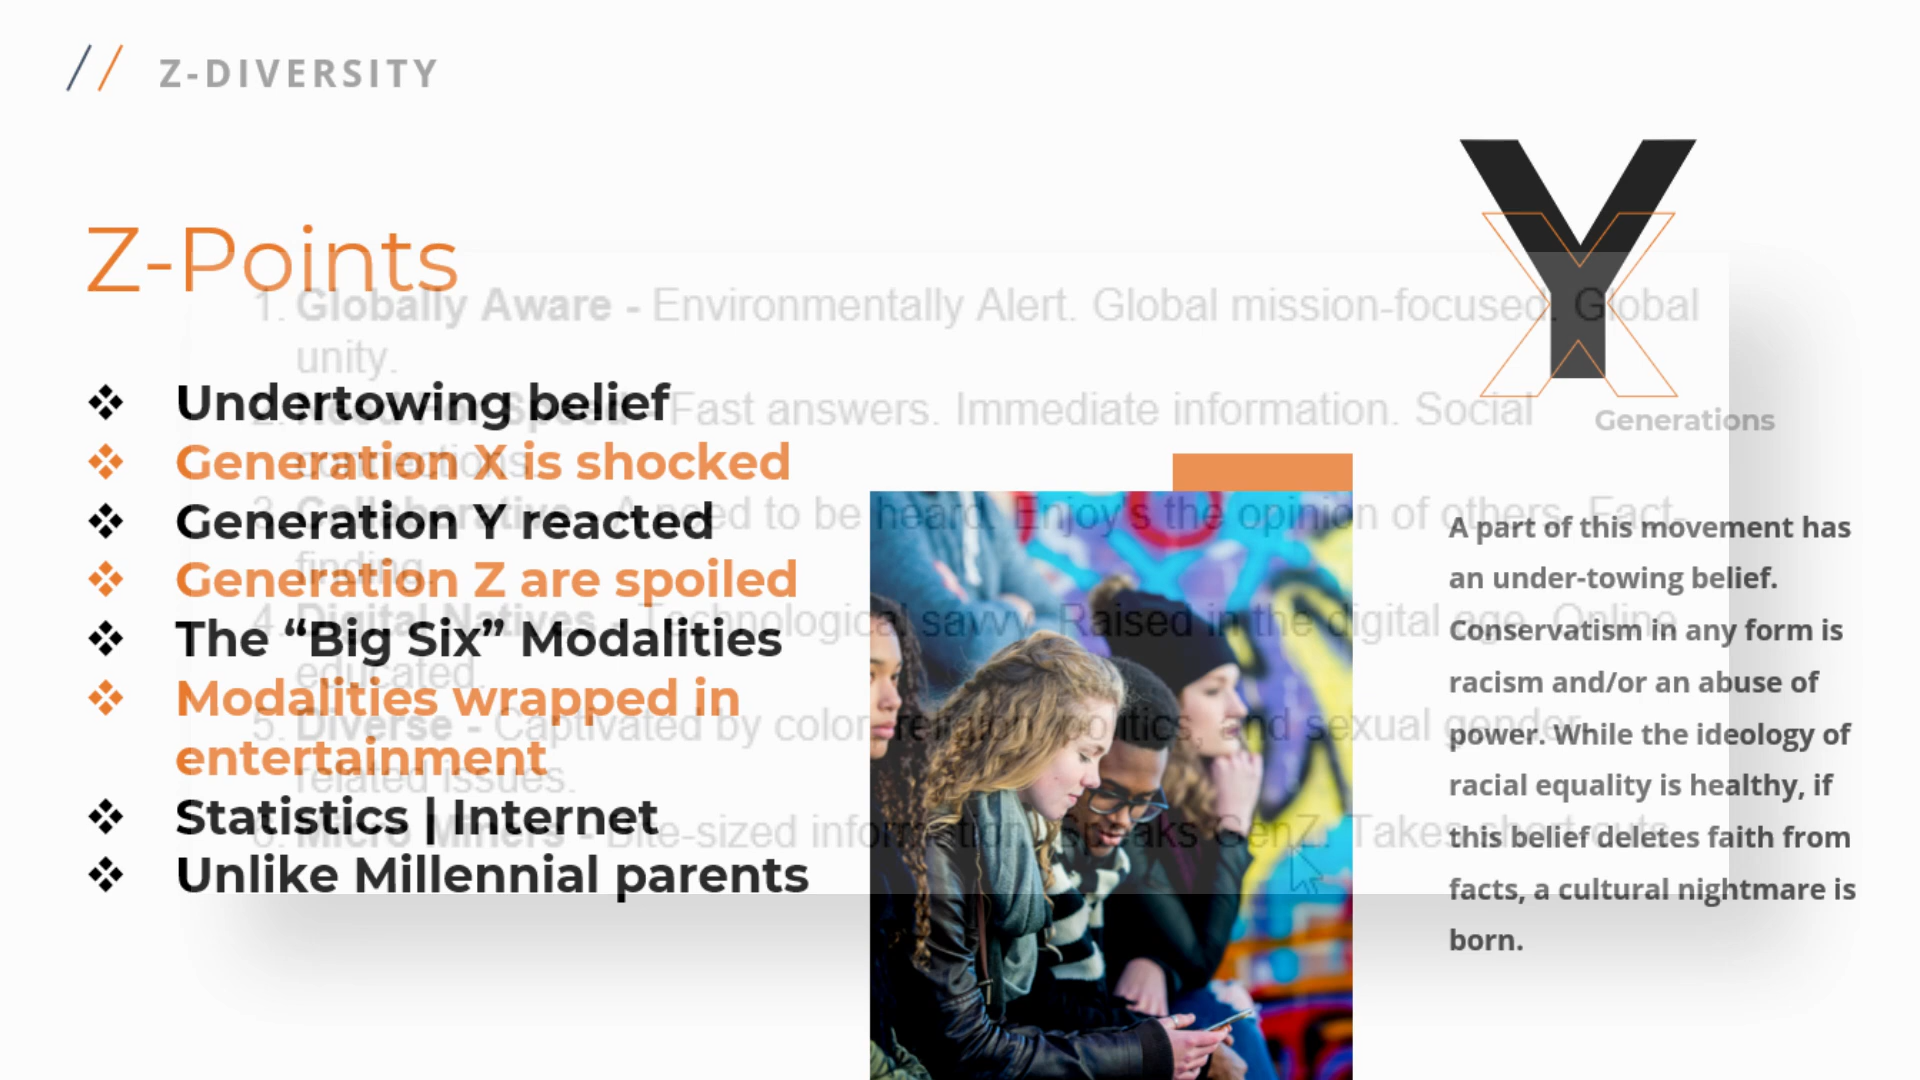 // Z-DIVERSITY
Z-Points
Undertowing belief
Generation X is shocked
Generation Y reacted
Generation Z are spoiled
The “Big Six” Modalities
Modalities wrapped in
entertainment
Statistics | Internet
Unlike Millennial parents
Y
X
Generations
A part of this movement has
an under-towing belief.
Conservatism in any form is
racism and/or an abuse of
power. While the ideology of
racial equality is healthy, if
this belief deletes faith from
facts, a cultural nightmare is
born.
1. Globally Aware - Environmentally Alert. Global mission-focused. Global
unity.
2. Need For Speed - Fast answers. Immediate information. Social
connections.
3. Collaborative - A need to be heard. Enjoy's the opinion of others. Fact-
finding.
4. Digital Natives - Technological savvy. Raised in the digital age. Online
educated.
5. Diverse - Captivated by color, religion, politics, and sexual gender
related issues.
6. Micro Miners - Bite-sized information. Speaks GenZ. Takes short-cuts.